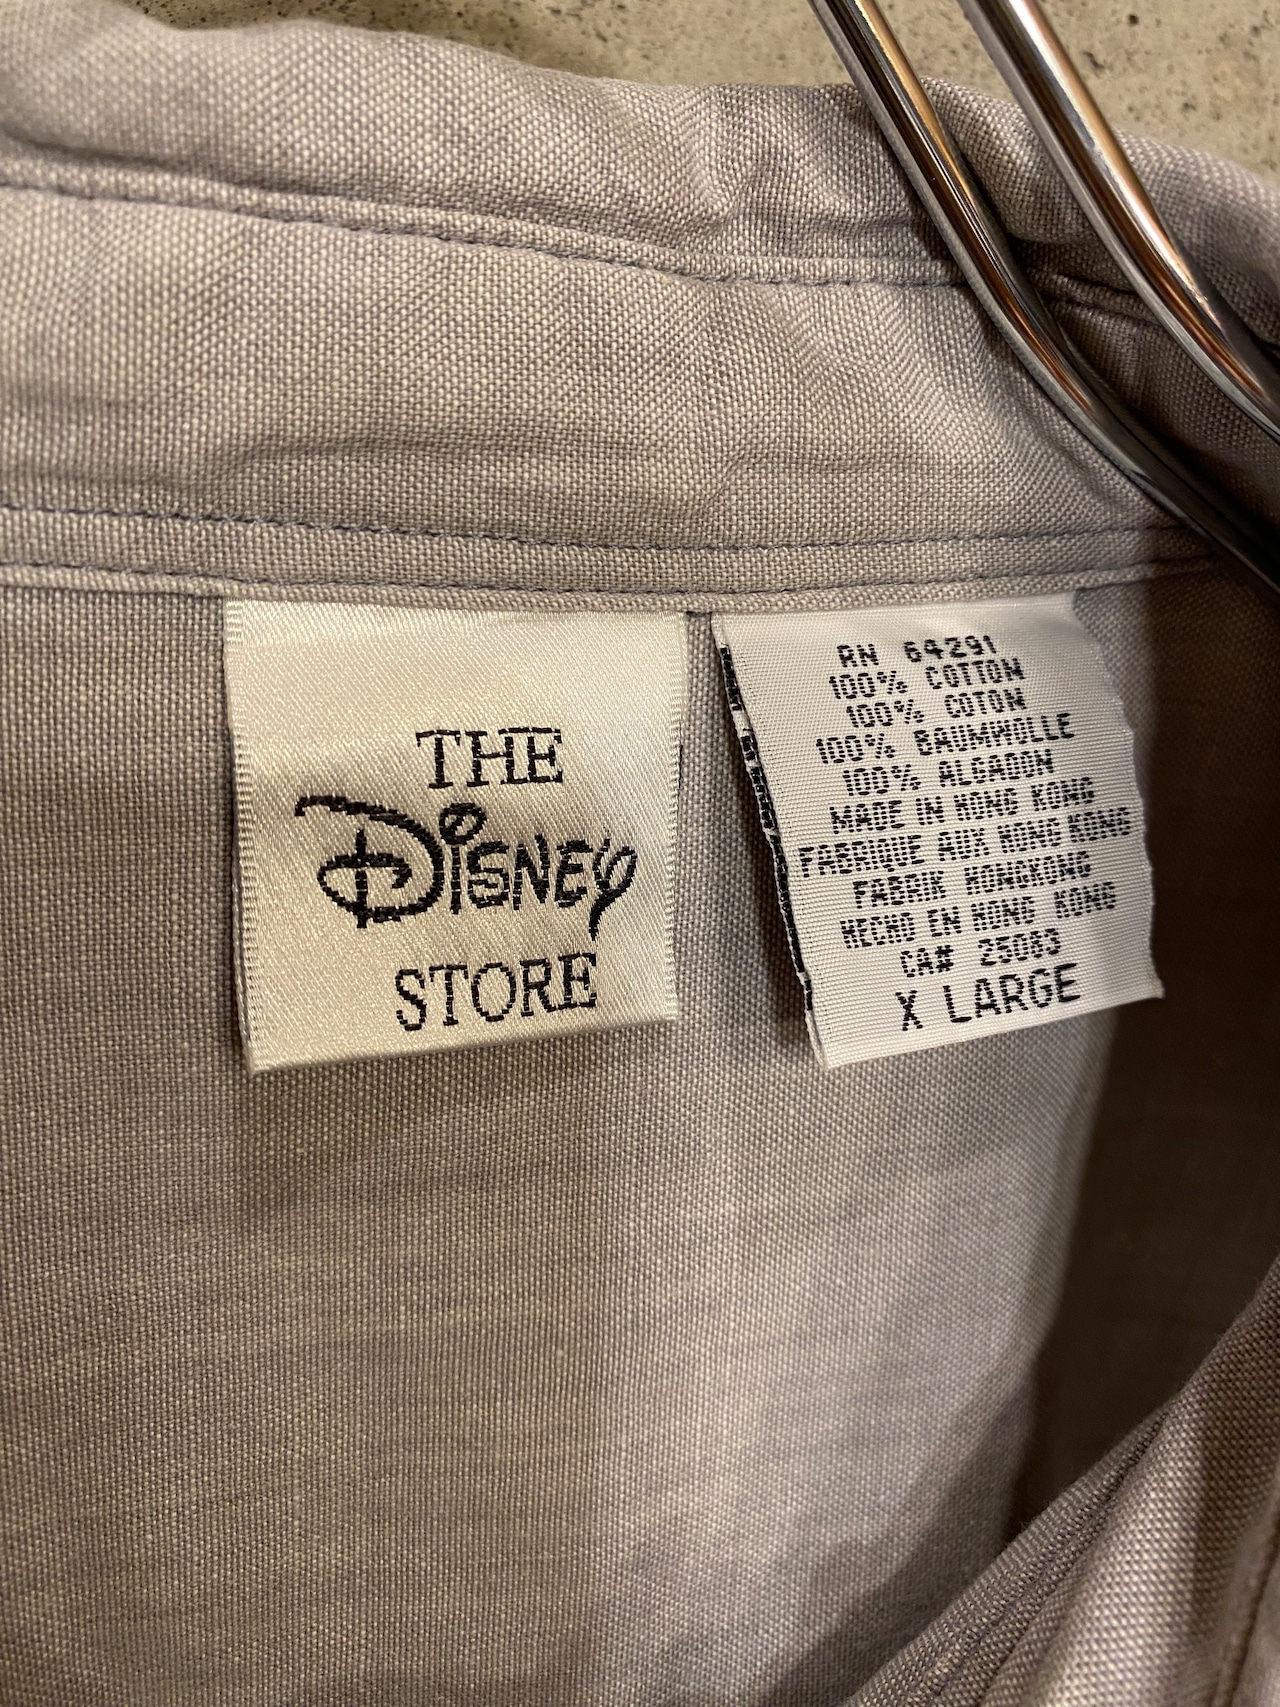 THE
Disney
STORE
RN 64291
100% COTTON
100% COTON
100% BAUMWOLLE
100% ALGADON
MADE IN HONG KONG
FABRIQUE AUX HONG KONG
FABRIK HONGKONG
HECHO EN HONG KONG
CA# 25083
X LARGE